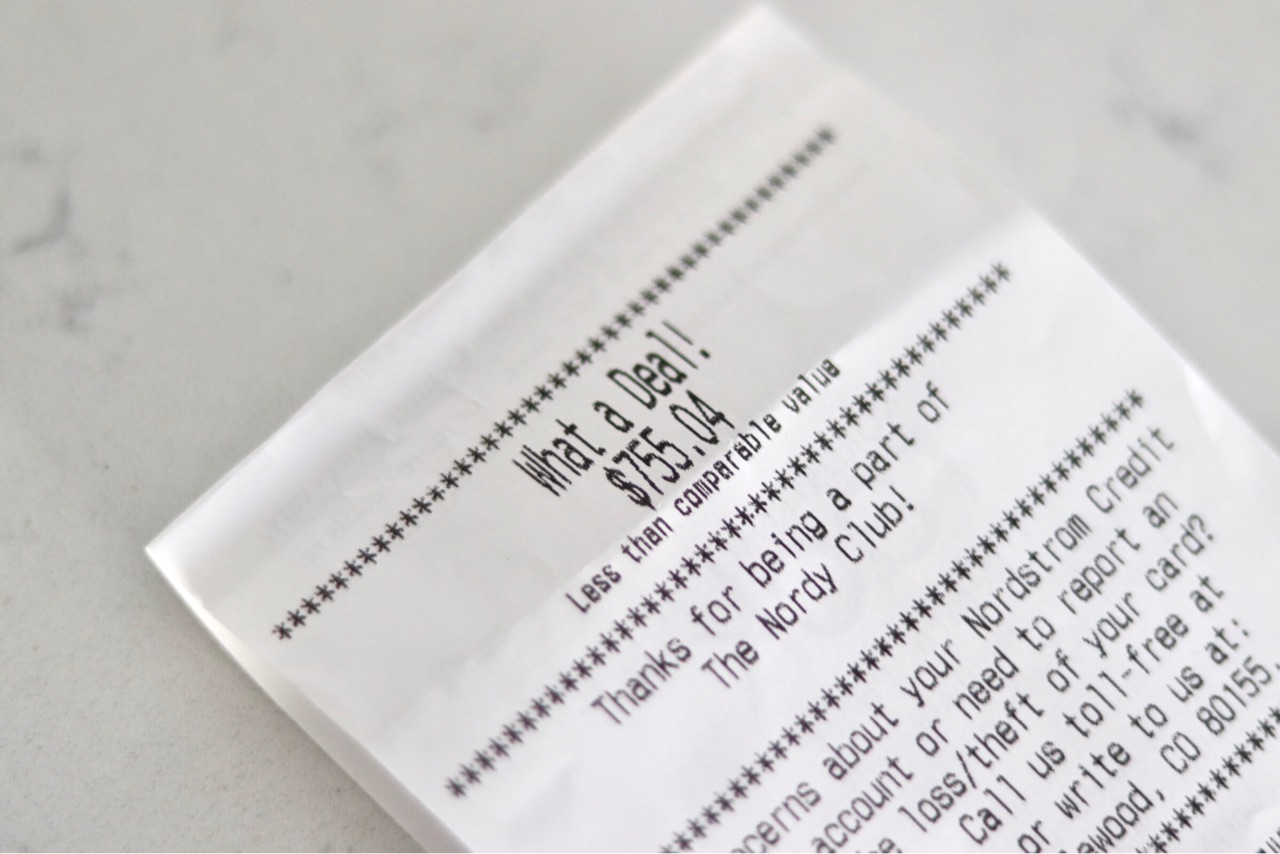 ************************************
What a Deal!
$755.04
Less than comparable value
************************************
Thanks for being a part of
The Nordy Club!
************************************
cerns about your Nordstrom Credit
account or need to report an
loss/theft of your card?
Call us toll-free at
or write to us at:
ewood, CO 80155.
************************************